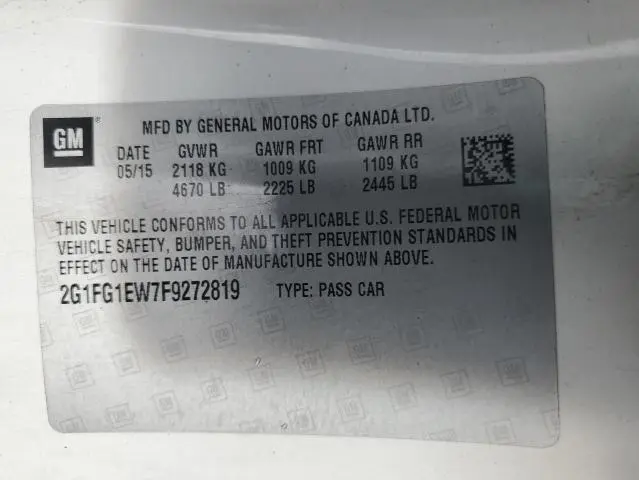 GM
MFD BY GENERAL MOTORS OF CANADA LTD.
DATE GVWR GAWR FRT GAWR RR
05/15 2118 KG 1009 KG 1109 KG
4670 LB 2225 LB 2445 LB
THIS VEHICLE CONFORMS TO ALL APPLICABLE U.S. FEDERAL MOTOR
VEHICLE SAFETY, BUMPER, AND THEFT PREVENTION STANDARDS IN
EFFECT ON THE DATE OF MANUFACTURE SHOWN ABOVE.
2G1FG1EW7F9272819 TYPE: PASS CAR